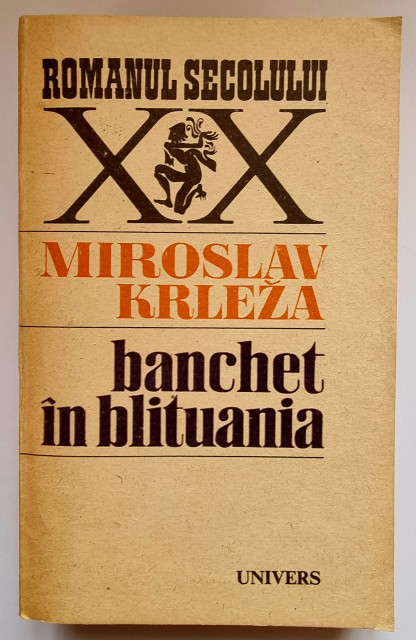 ROMANUL SECOLULUI
XX
MIROSLAV
KRLEŽA
banchet
în blituania
UNIVERS